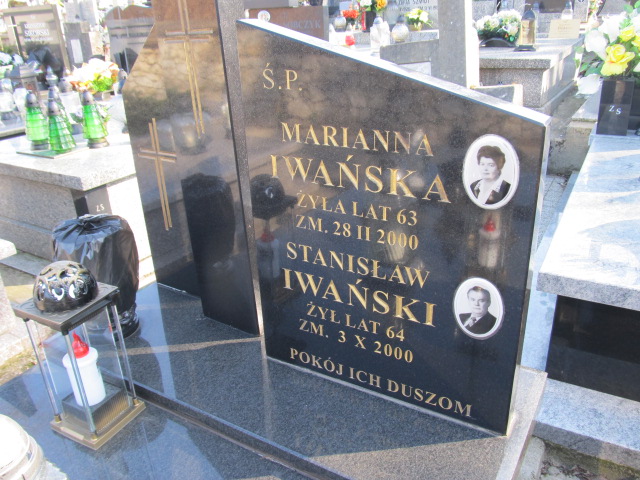 Ś.P.
MARIANNA
IWAŃSKA
ŻYŁA LAT 63
ZM. 28 II 2000
STANISŁAW
IWAŃSKI
ŻYŁ LAT 64
ZM. 3 X 2000
POKÓJ ICH DUSZOM
ZS